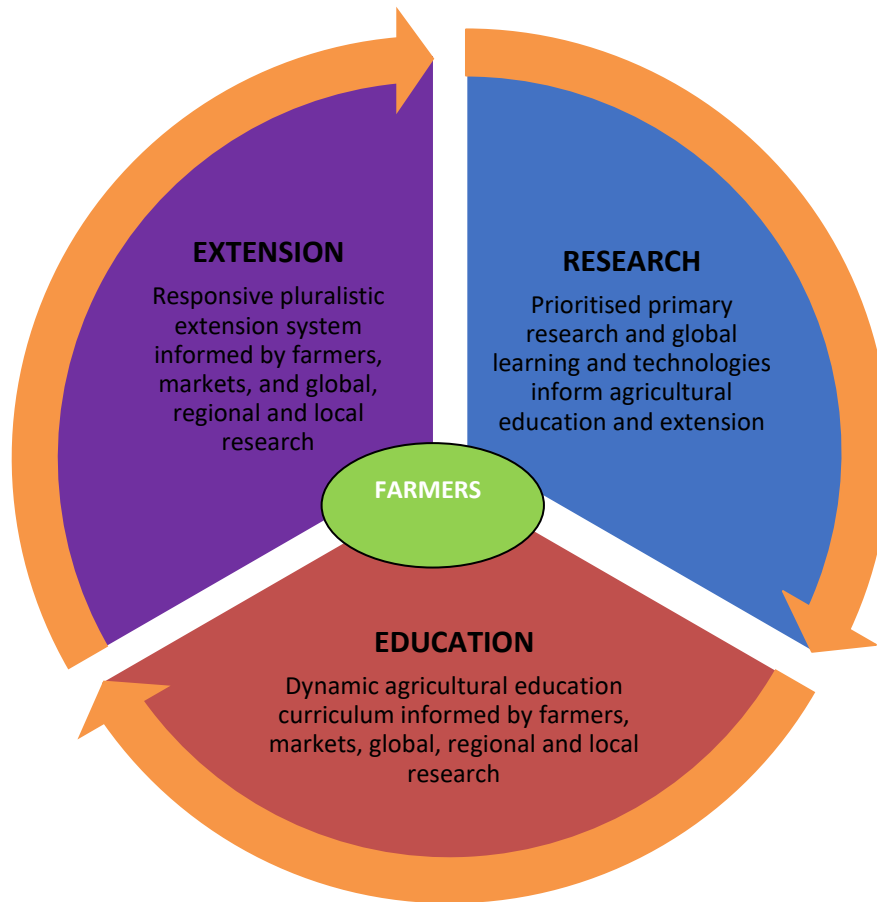 EXTENSION
Responsive pluralistic
extension system
informed by farmers,
markets, and global,
regional and local
research
RESEARCH
Prioritised primary
research and global
learning and technologies
inform agricultural
education and extension
FARMERS
EDUCATION
Dynamic agricultural education
curriculum informed by farmers,
markets, global, regional and local
research